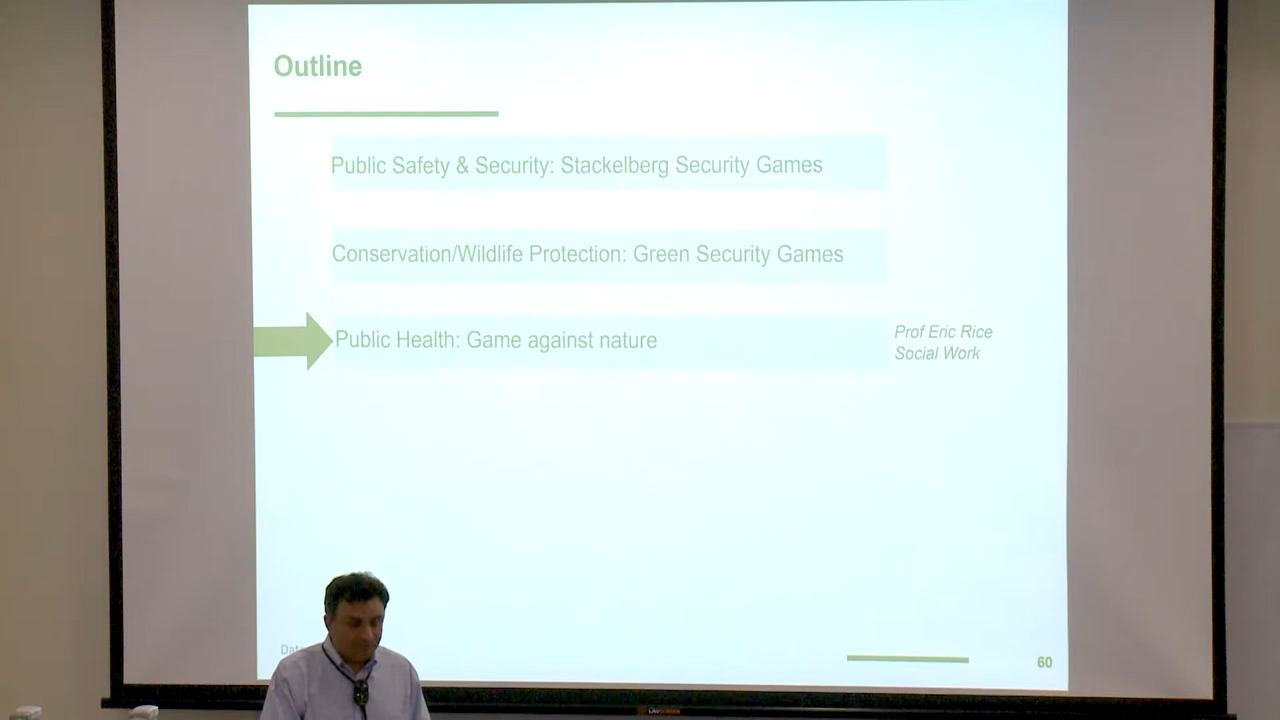 Outline
Public Safety & Security: Stackelberg Security Games
Conservation/Wildlife Protection: Green Security Games
Public Health: Game against nature
Prof Eric Rice
Social Work
60